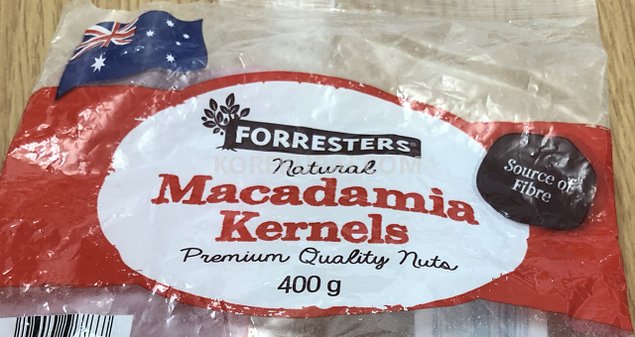 FORRESTERS
Natural
Macadamia
Kernels
Premium Quality Nuts
400 g
Source of
Fibre